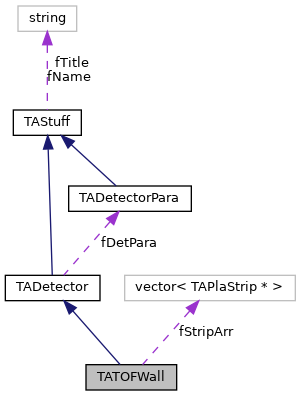 string
fTitle
fName
TAStuff
TADetectorPara
fDetPara
TADetector
vector< TAPlaStrip * >
fStripArr
TATOFWall